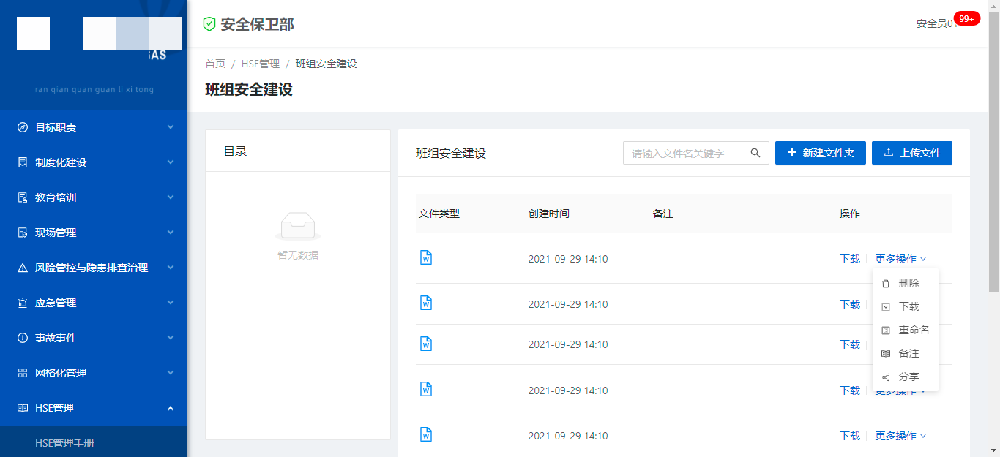 GAS
ran qian quan guan li xi tong
目标职责
制度化建设
教育培训
现场管理
风险管控与隐患排查治理
应急管理
事故事件
网格化管理
HSE管理
HSE管理手册
安全保卫部
安全员0
99+
首页 / HSE管理 / 班组安全建设
班组安全建设
目录
暂无数据
班组安全建设
请输入文件名关键字
新建文件夹
上传文件
文件类型 创建时间 备注 操作
W 2021-09-29 14:10 下载 更多操作
删除
下载
重命名
备注
分享
W 2021-09-29 14:10 下载
W 2021-09-29 14:10 下载
W 2021-09-29 14:10 下载 更多操作
W 2021-09-29 14:10 下载 更多操作